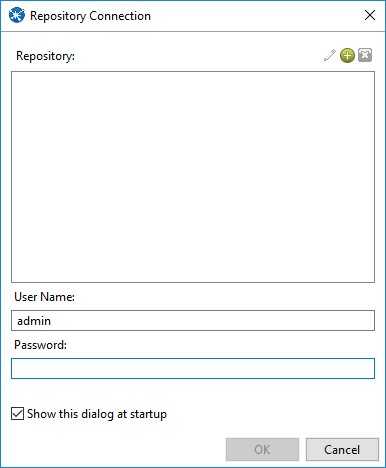 Repository Connection
Repository:
User Name:
admin
Password:
Show this dialog at startup
OK
Cancel